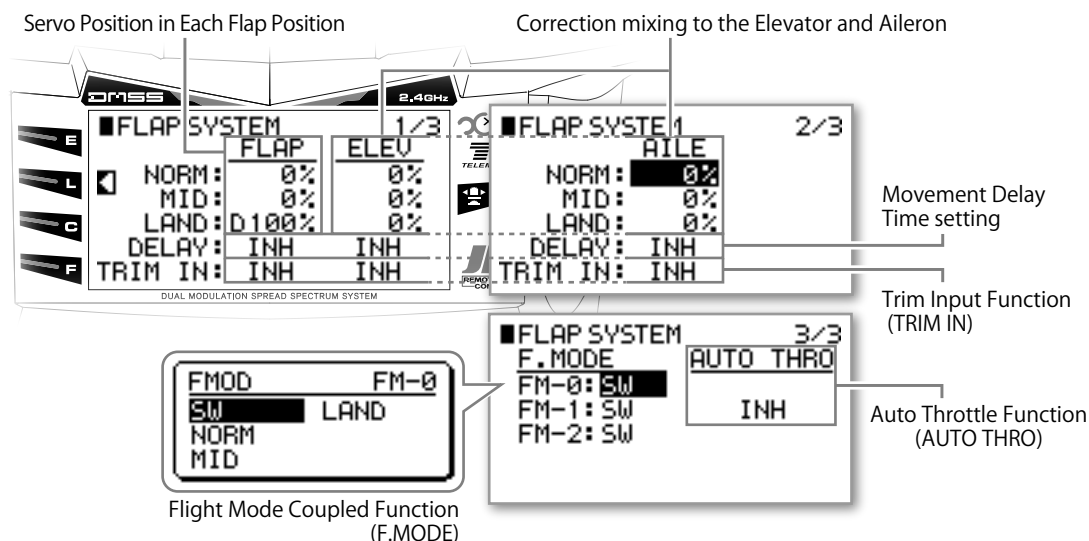 Servo Position in Each Flap Position
Correction mixing to the Elevator and Aileron
DMSS 2.4GHz
■FLAP SYSTEM 1/3
FLAP ELEV
NORM: 0% 0%
MID: 0% 0%
LAND: D100% 0%
DELAY: INH INH
TRIM IN: INH INH
E
L
C
F
DUAL MODULATION SPREAD SPECTRUM SYSTEM
■FLAP SYSTEM 2/3
AILE
NORM: 0%
MID: 0%
LAND: 0%
DELAY: INH
TRIM IN: INH
Movement Delay
Time setting
Trim Input Function
(TRIM IN)
■FLAP SYSTEM 3/3
F.MODE AUTO THRO
FM-0: SW
FM-1: SW INH
FM-2: SW
Auto Throttle Function
(AUTO THRO)
FMOD FM-0
SW LAND
NORM
MID
Flight Mode Coupled Function
(F.MODE)